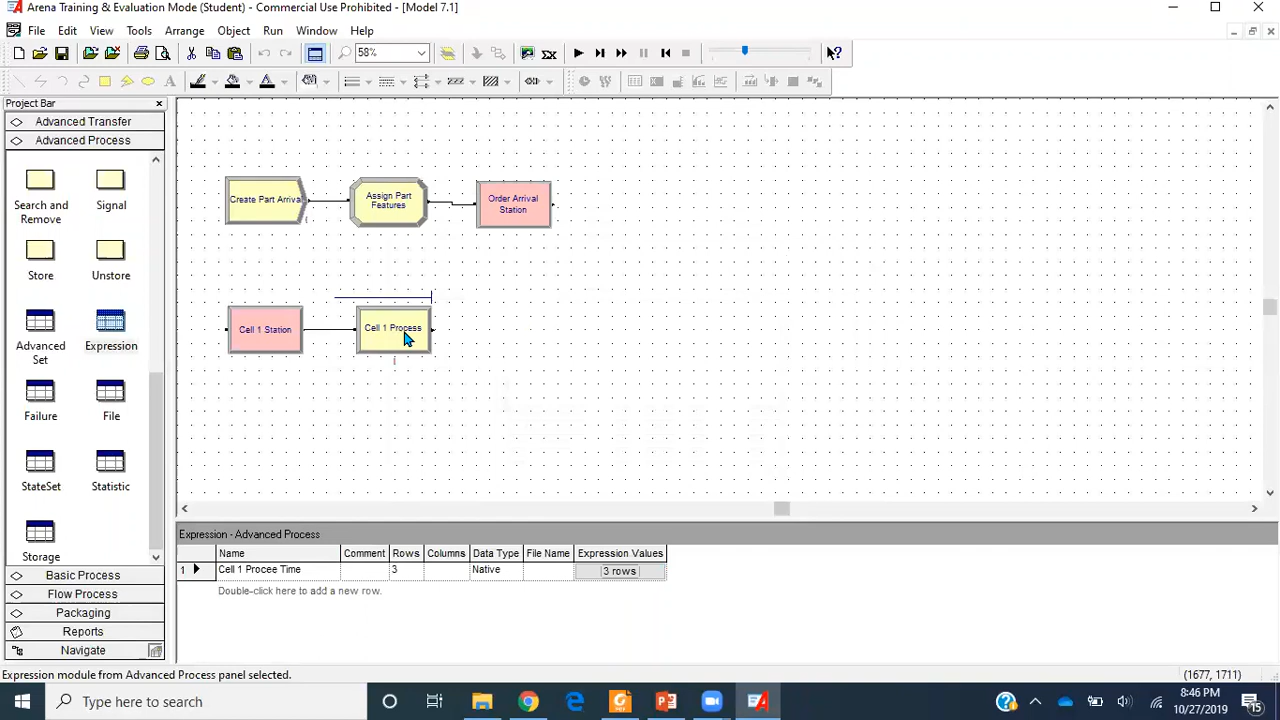 Arena Training & Evaluation Mode (Student) - Commercial Use Prohibited - [Model 7.1]
File Edit View Tools Arrange Object Run Window Help
58%
Project Bar
Advanced Transfer
Advanced Process
Search and Remove
Signal
Store
Unstore
Advanced Set
Expression
Failure
File
StateSet
Statistic
Storage
Basic Process
Flow Process
Packaging
Reports
Navigate
Create Part Arriva
Assign Part
Features
Order Arrival
Station
Cell 1 Station
Cell 1 Process
Expression - Advanced Process
Name Comment Rows Columns Data Type File Name Expression Values
1 Cell 1 Procee Time 3 Native 3 rows
Double-click here to add a new row.
Expression module from Advanced Process panel selected.
(1677, 1711)
Type here to search
8:46 PM
10/27/2019
15